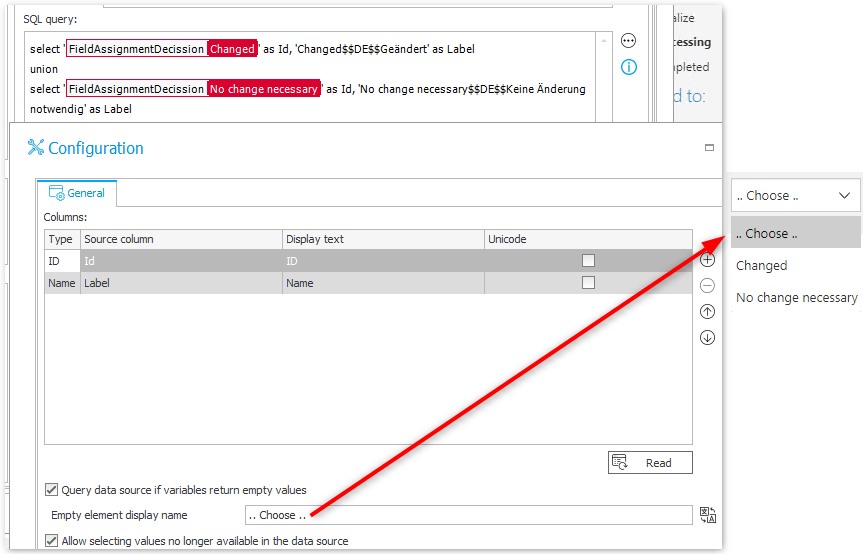 SQL query:
select 'FieldAssignmentDecission Changed' as Id, 'Changed$$DE$$Geändert' as Label
union
select 'FieldAssignmentDecission No change necessary' as Id, 'No change necessary$$DE$$Keine Änderung
notwendig' as Label
Configuration
General
Columns:
Type Source column Display text Unicode
ID Id ID
Name Label Name
Read
Query data source if variables return empty values
Empty element display name .. Choose ..
Allow selecting values no longer available in the data source
d to:
.. Choose ..
.. Choose ..
Changed
No change necessary